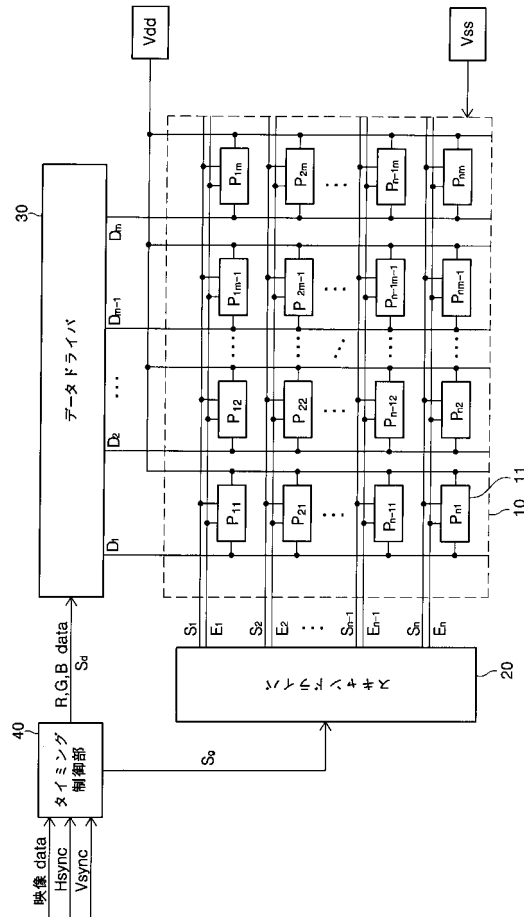 映像 data
Hsync
Vsync
40
タイミング
制御部
R,G,B data
Sd
Sg
30
データドライバ
D1
D2
...
Dm-1
Dm
Vdd
Vss
20
スキャンドライバ
S1
E1
S2
E2
...
Sn-1
En-1
Sn
En
P11
P12
...
P1m-1
P1m
P21
P22
...
P2m-1
P2m
...
Pn-11
Pn-12
...
Pn-1m-1
Pn-1m
Pn1
Pn2
...
Pnm-1
Pnm
10
11